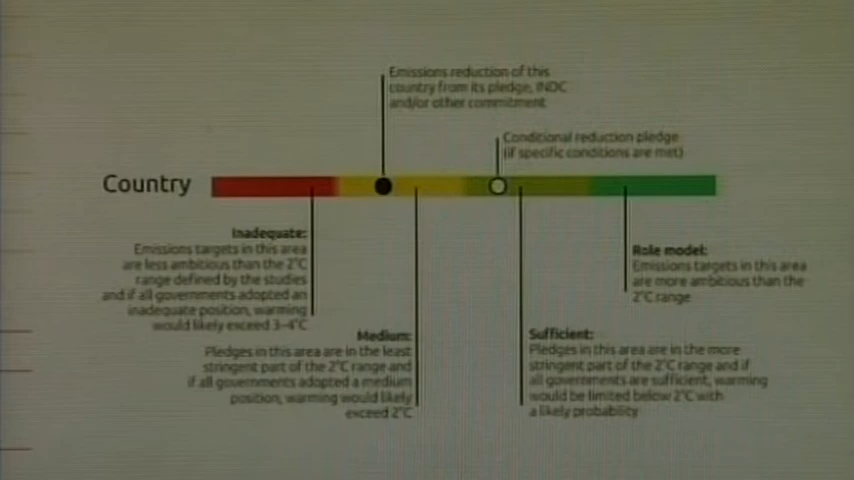 Emissions reduction of this
country from its pledge, INDC
and/or other commitment
Conditional reduction pledge
(if specific conditions are met)
Country
Inadequate:
Emissions targets in this area
are less ambitious than the 2°C
range defined by the studies
and if all governments adopted an
inadequate position, warming
would likely exceed 3–4°C
Medium:
Pledges in this area are in the least
stringent part of the 2°C range and
if all governments adopted a medium
position, warming would likely
exceed 2°C
Sufficient:
Pledges in this area are in the more
stringent part of the 2°C range and if
all governments are sufficient, warming
would be limited below 2°C with
a likely probability
Role model:
Emissions targets in this area
are more ambitious than the
2°C range